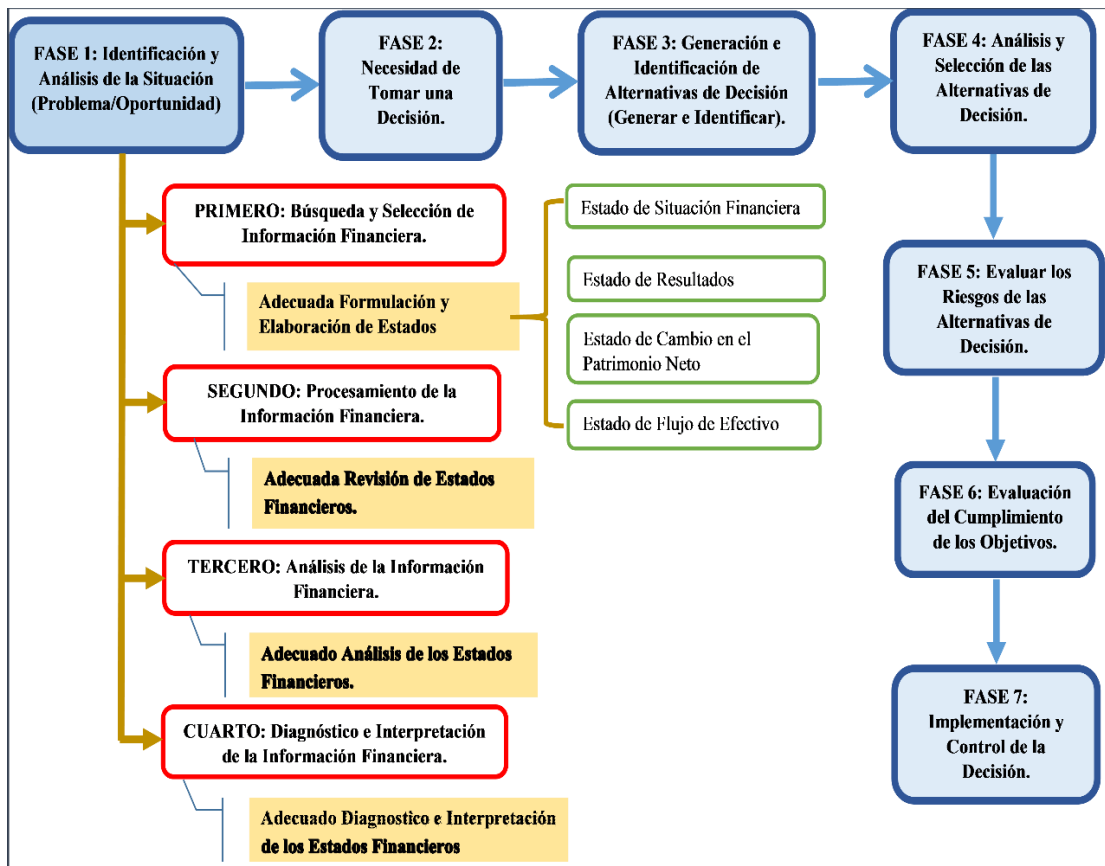 FASE 1: Identificación y
Análisis de la Situación
(Problema/Oportunidad)
FASE 2:
Necesidad de
Tomar una
Decisión.
FASE 3: Generación e
Identificación de
Alternativas de Decisión
(Generar e Identificar).
FASE 4: Análisis y
Selección de las
Alternativas de
Decisión.
PRIMERO: Búsqueda y Selección de
Información Financiera.
Adecuada Formulación y
Elaboración de Estados
Estado de Situación Financiera
Estado de Resultados
Estado de Cambio en el
Patrimonio Neto
Estado de Flujo de Efectivo
SEGUNDO: Procesamiento de la
Información Financiera.
Adecuada Revisión de Estados
Financieros.
TERCERO: Análisis de la Información
Financiera.
Adecuado Análisis de los Estados
Financieros.
CUARTO: Diagnóstico e Interpretación
de la Información Financiera.
Adecuado Diagnostico e Interpretación
de los Estados Financieros
FASE 5: Evaluar los
Riesgos de las
Alternativas de
Decisión.
FASE 6: Evaluación
del Cumplimiento
de los Objetivos.
FASE 7:
Implementación y
Control de la
Decisión.